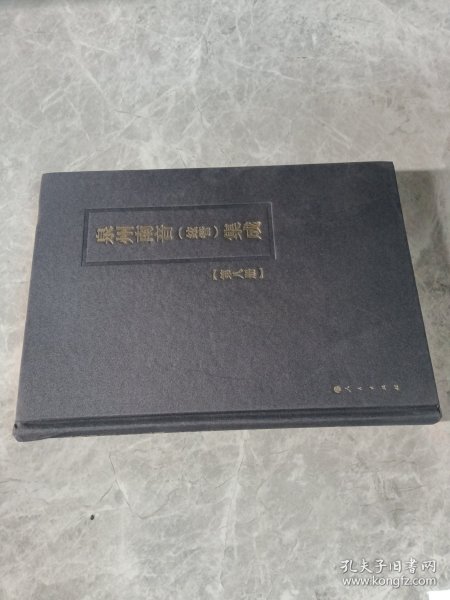 泉州南音(弦管)集成
【第八册】
人民出版社
孔夫子旧书网
www.kongfz.com